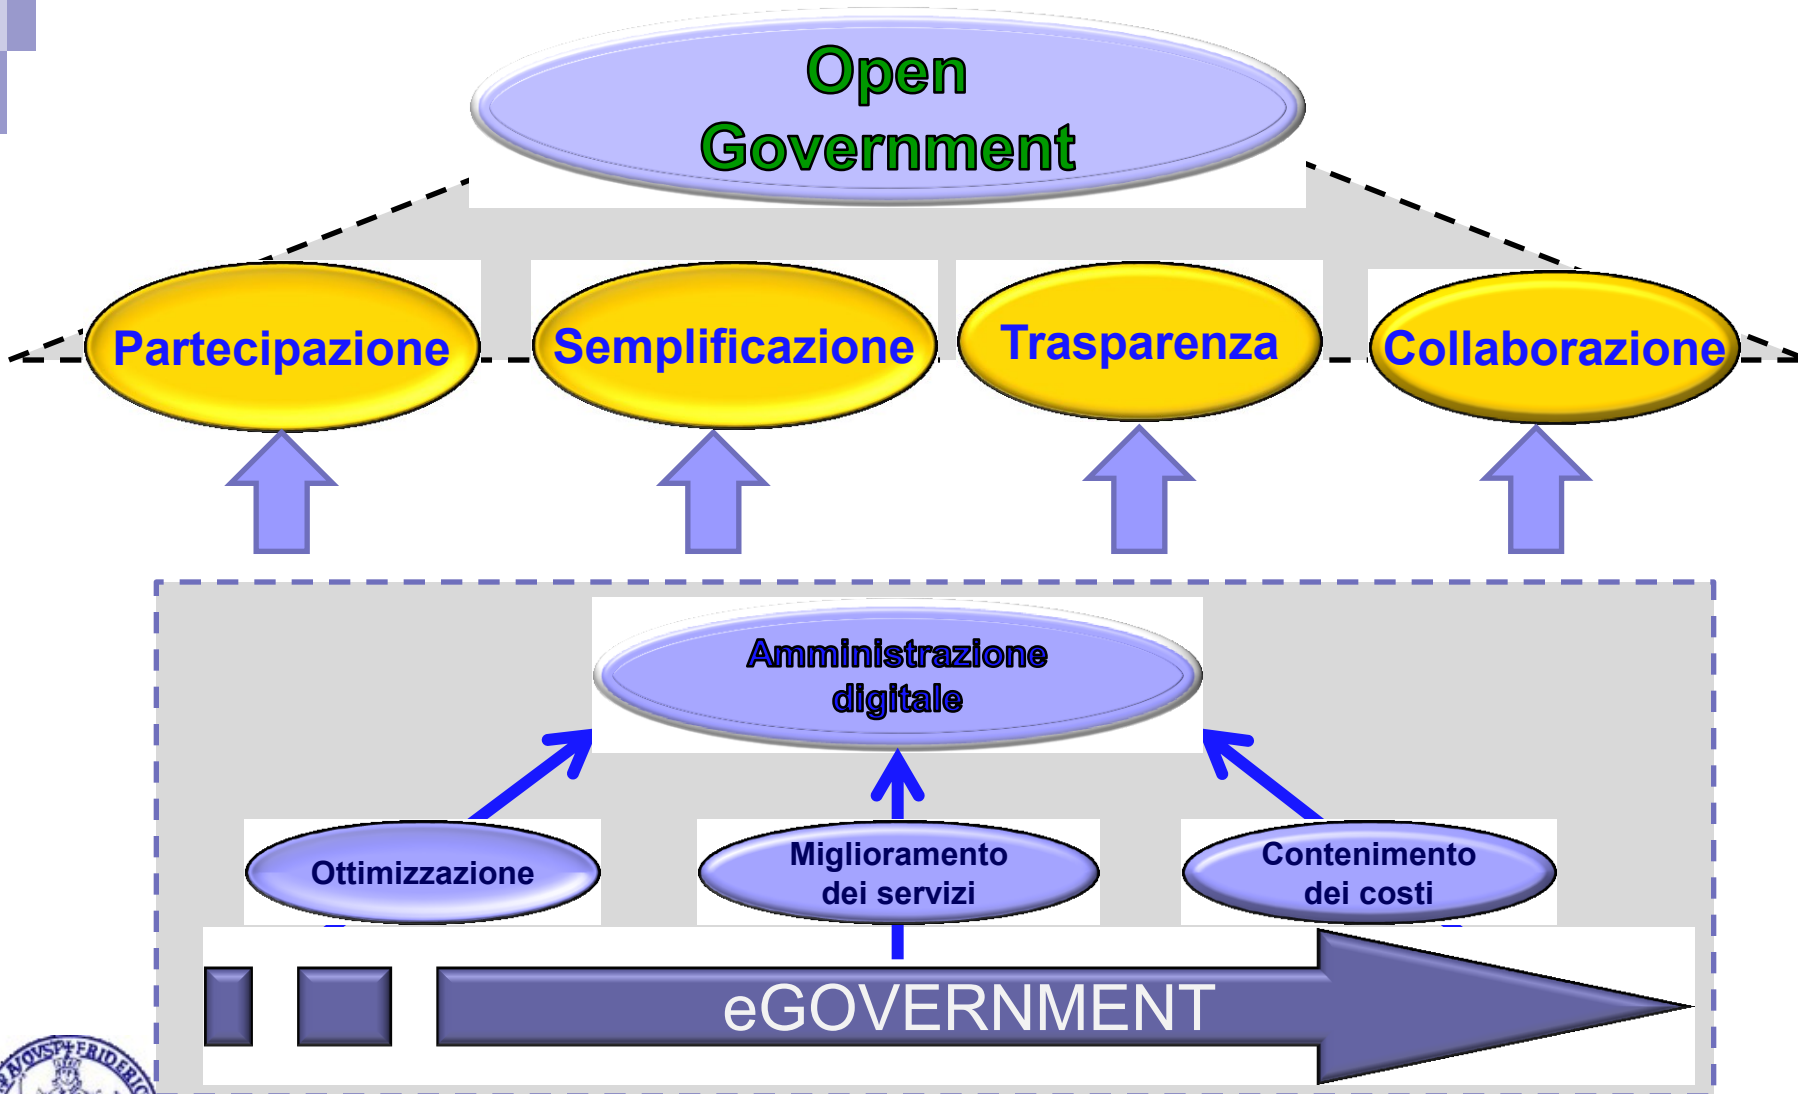 Open
Government
Partecipazione
Semplificazione
Trasparenza
Collaborazione
Amministrazione
digitale
Ottimizzazione
Miglioramento
dei servizi
Contenimento
dei costi
eGOVERNMENT